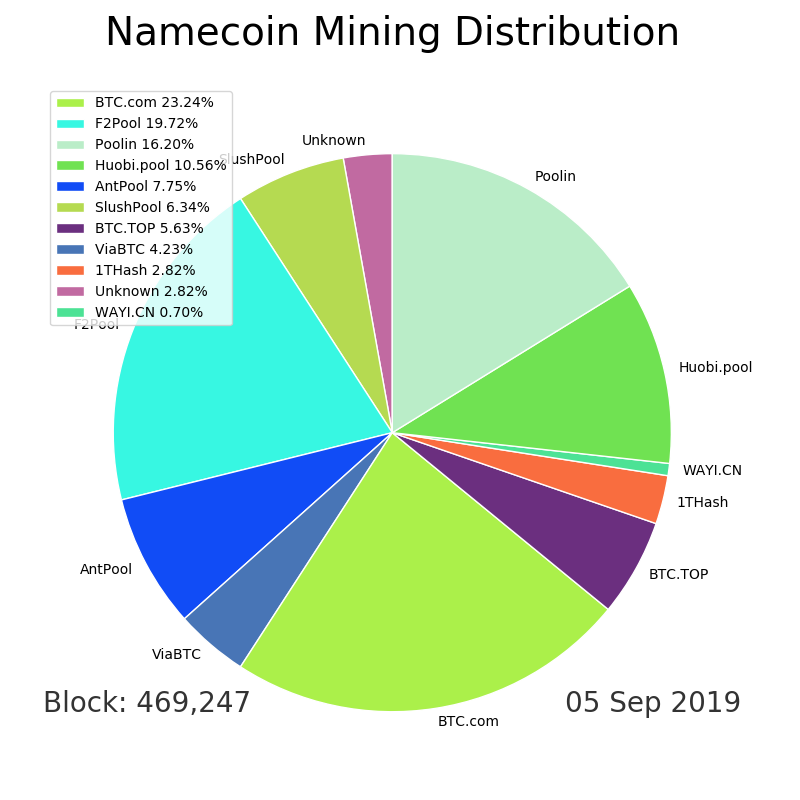 Namecoin Mining Distribution
BTC.com 23.24%
F2Pool 19.72%
Poolin 16.20%
Huobi.pool 10.56%
AntPool 7.75%
SlushPool 6.34%
BTC.TOP 5.63%
ViaBTC 4.23%
1THash 2.82%
Unknown 2.82%
WAYI.CN 0.70%
Unknown
SlushPool
Poolin
F2Pool
Huobi.pool
WAYI.CN
1THash
AntPool
BTC.TOP
ViaBTC
BTC.com
Block: 469,247
05 Sep 2019